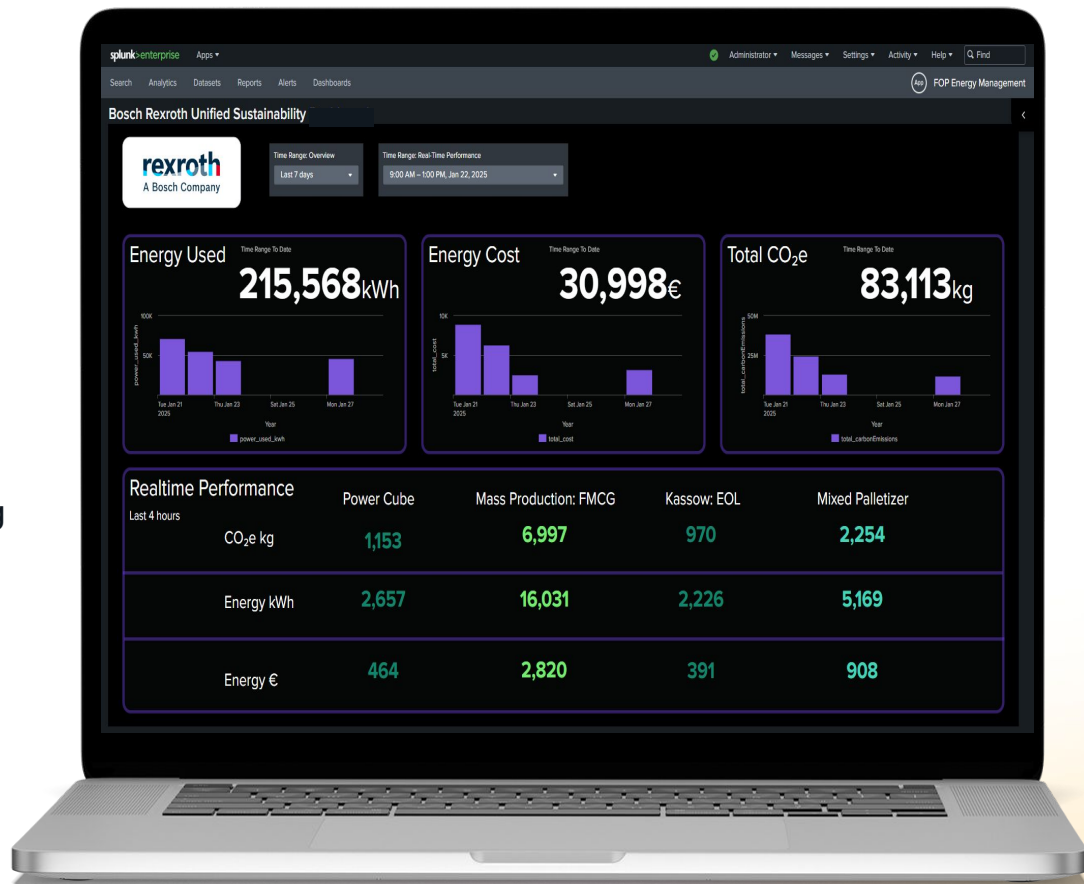 splunk>enterprise Apps Administrator Messages Settings Activity Help Find
Search Analytics Datasets Reports Alerts Dashboards App FOP Energy Management
Bosch Rexroth Unified Sustainability
rexroth
A Bosch Company
Time Range: Overview
Last 7 days
Time Range: Real-Time Performance
9:00 AM – 1:00 PM, Jan 22, 2025
Energy Used Time Range To Date
215,568kWh
100K
50K
power_used_kwh
Tue Jan 21 Thu Jan 23 Sat Jan 25 Mon Jan 27
2025
Year
power_used_kwh
Energy Cost Time Range To Date
30,998€
10K
5K
total_cost
Tue Jan 21 Thu Jan 23 Sat Jan 25 Mon Jan 27
2025
Year
total_cost
Total CO₂e Time Range To Date
83,113kg
50M
25M
total_carbonEmissions
Tue Jan 21 Thu Jan 23 Sat Jan 25 Mon Jan 27
2025
Year
total_carbonEmissions
Realtime Performance
Last 4 hours
Power Cube Mass Production: FMCG Kassow: EOL Mixed Palletizer
CO₂e kg 1,153 6,997 970 2,254
Energy kWh 2,657 16,031 2,226 5,169
Energy € 464 2,820 391 908